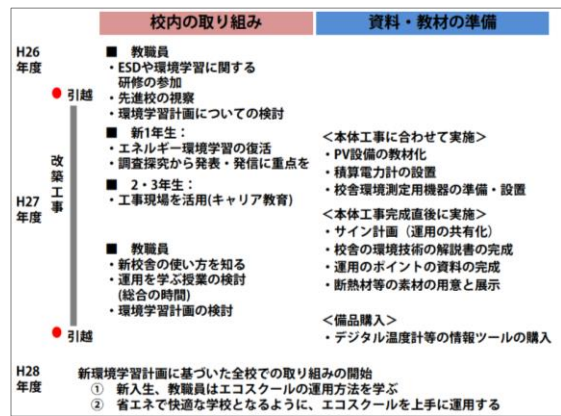 校内の取り組み
資料・教材の準備
H26
年度
引越
改築工事
H27
年度
引越
■ 教職員
・ESDや環境学習に関する
研修の参加
・先進校の視察
・環境学習計画についての検討
■ 新1年生：
・エネルギー環境学習の復活
・調査探究から発表・発信に重点を
■ 2・3年生：
・工事現場を活用(キャリア教育)
■ 教職員
・新校舎の使い方を知る
・運用を学ぶ授業の検討
(総合の時間)
・環境学習計画の検討
＜本体工事に合わせて実施＞
・PV設備の教材化
・積算電力計の設置
・校舎環境測定用機器の準備・設置
＜本体工事完成直後に実施＞
・サイン計画（運用の共有化）
・校舎の環境技術の解説書の完成
・運用のポイントの資料の完成
・断熱材等の素材の用意と展示
＜備品購入＞
・デジタル温度計等の情報ツールの購入
H28
年度
新環境学習計画に基づいた全校での取り組みの開始
① 新入生、教職員はエコスクールの運用方法を学ぶ
② 省エネで快適な学校となるように、エコスクールを上手に運用する